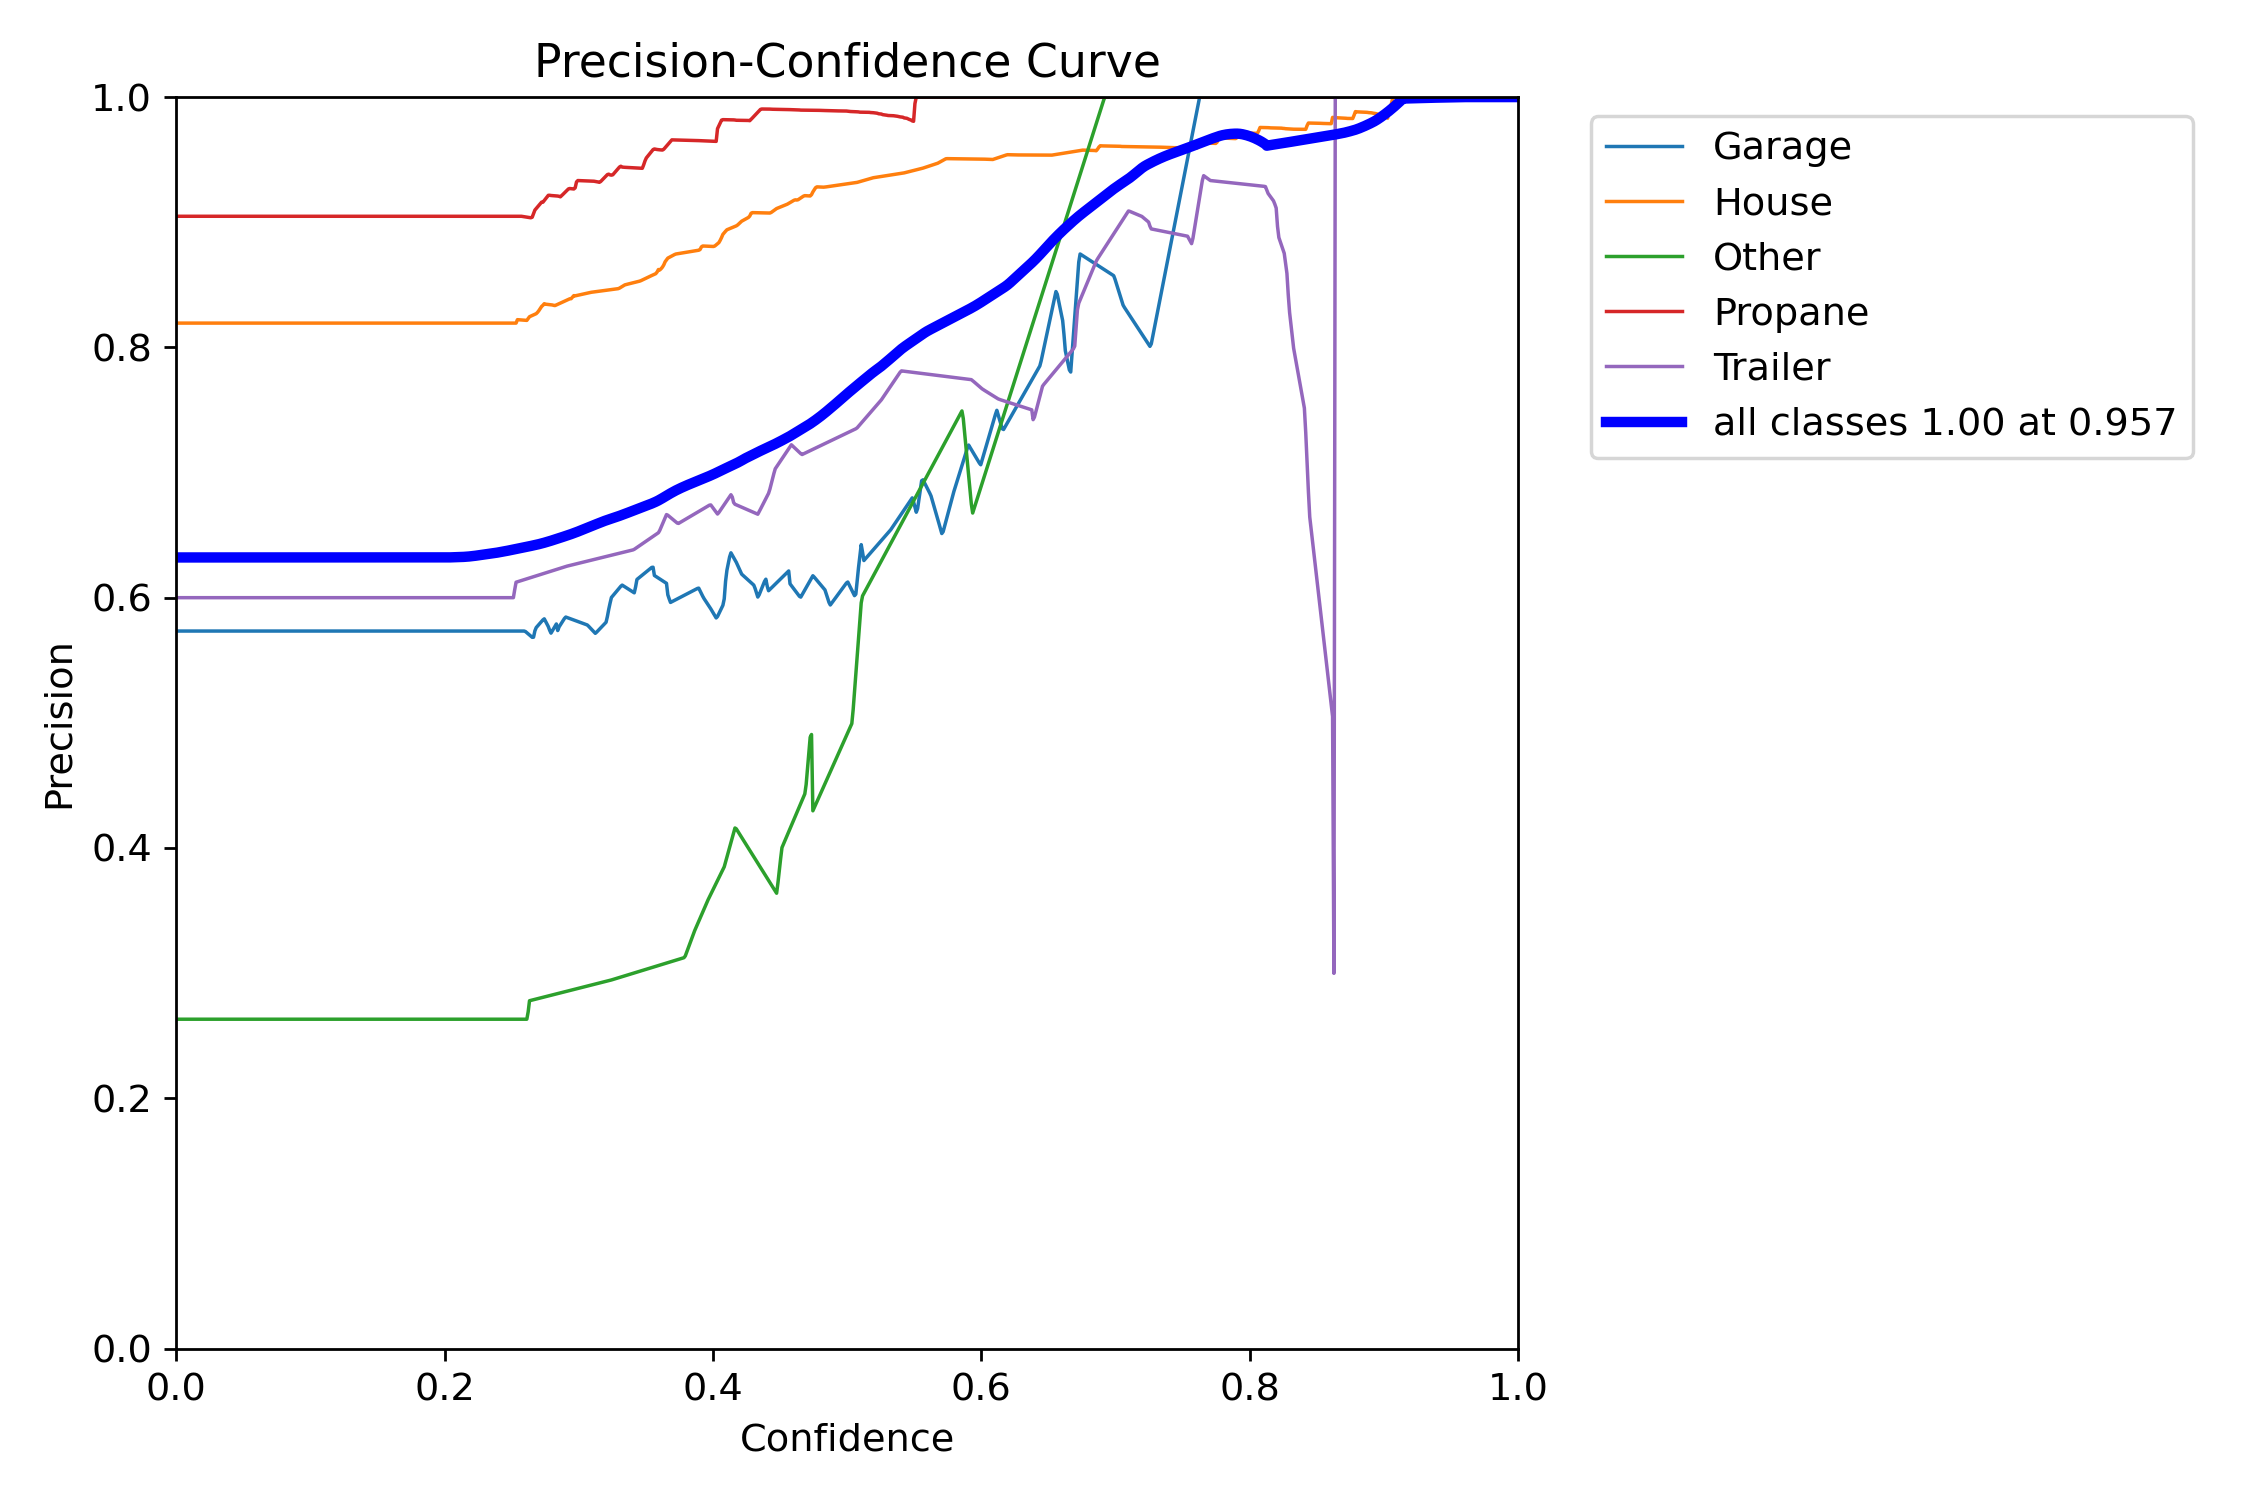 Precision-Confidence Curve
1.0
0.8
0.6
0.4
0.2
0.0
Precision
0.0 0.2 0.4 0.6 0.8 1.0
Confidence
Garage
House
Other
Propane
Trailer
all classes 1.00 at 0.957